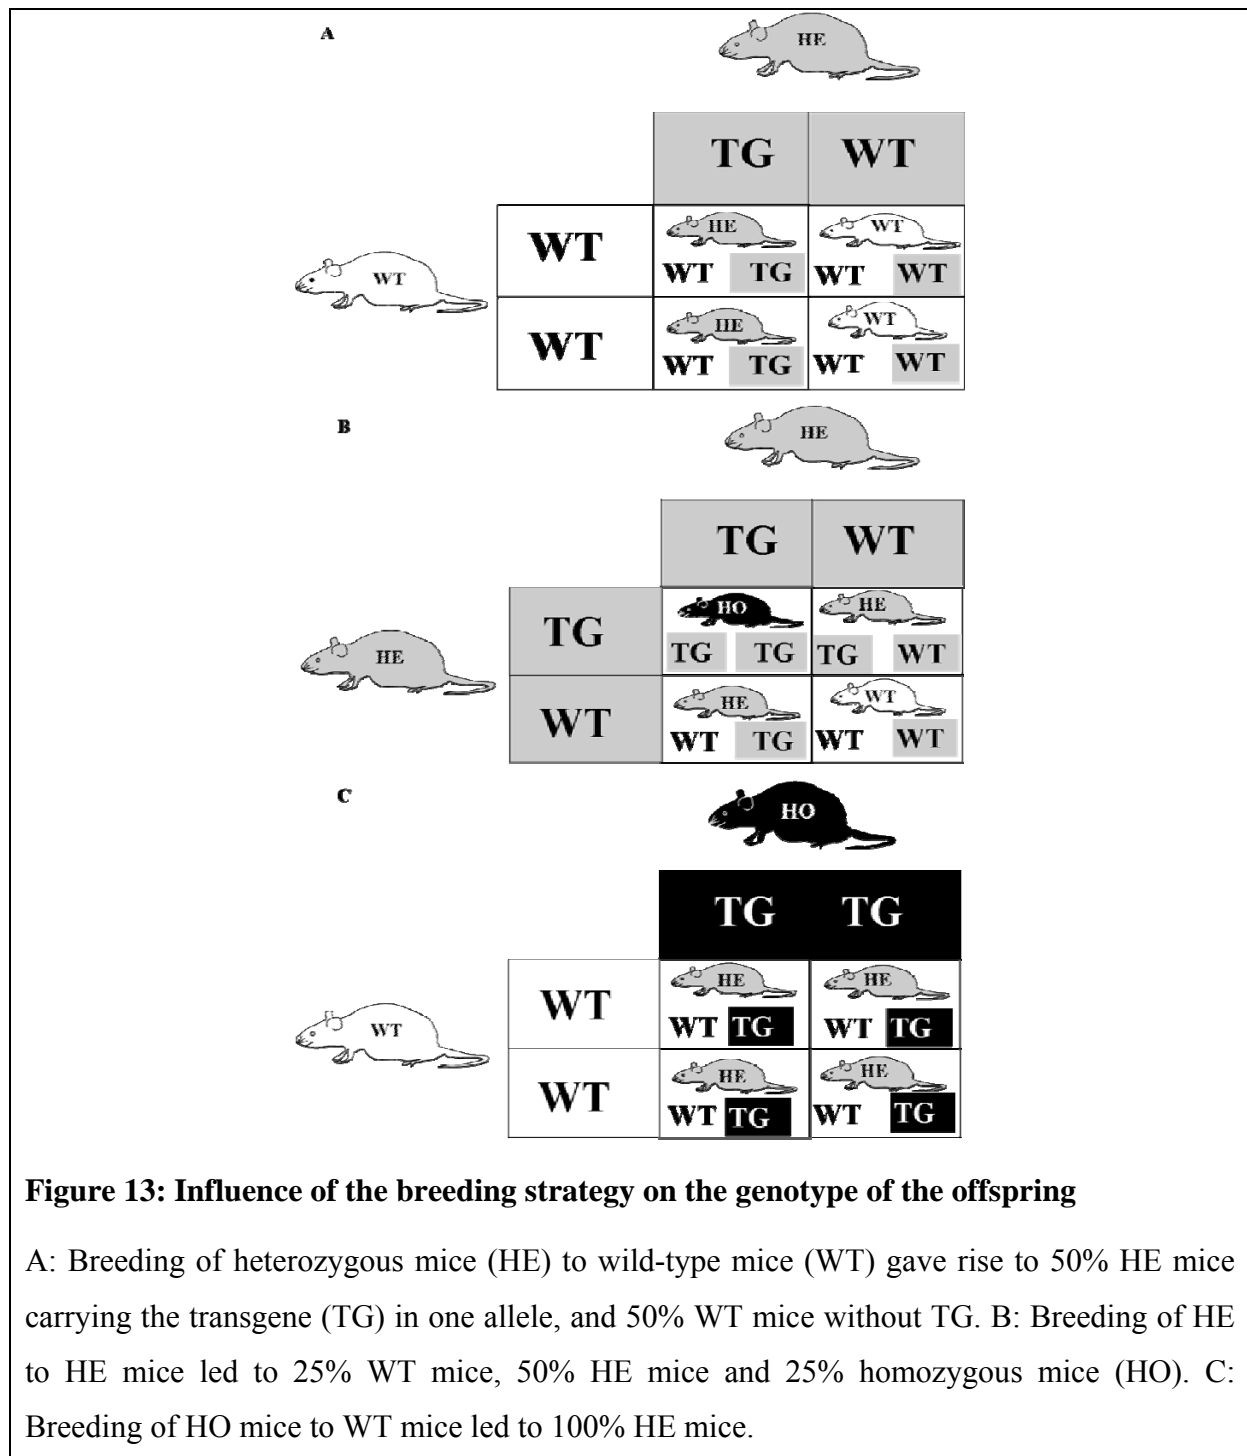 A
HE
TG WT
WT
HE
WT
WT TG
WT WT
WT
WT
HE
WT
WT TG
WT WT
B
HE
TG WT
TG
HO
HE
TG TG
TG WT
HE
WT
HE
WT
WT TG
WT WT
C
HO
TG TG
WT
HE
HE
WT TG
WT TG
WT
WT
HE
HE
WT TG
WT TG
Figure 13: Influence of the breeding strategy on the genotype of the offspring
A: Breeding of heterozygous mice (HE) to wild-type mice (WT) gave rise to 50% HE mice
carrying the transgene (TG) in one allele, and 50% WT mice without TG. B: Breeding of HE
to HE mice led to 25% WT mice, 50% HE mice and 25% homozygous mice (HO). C:
Breeding of HO mice to WT mice led to 100% HE mice.